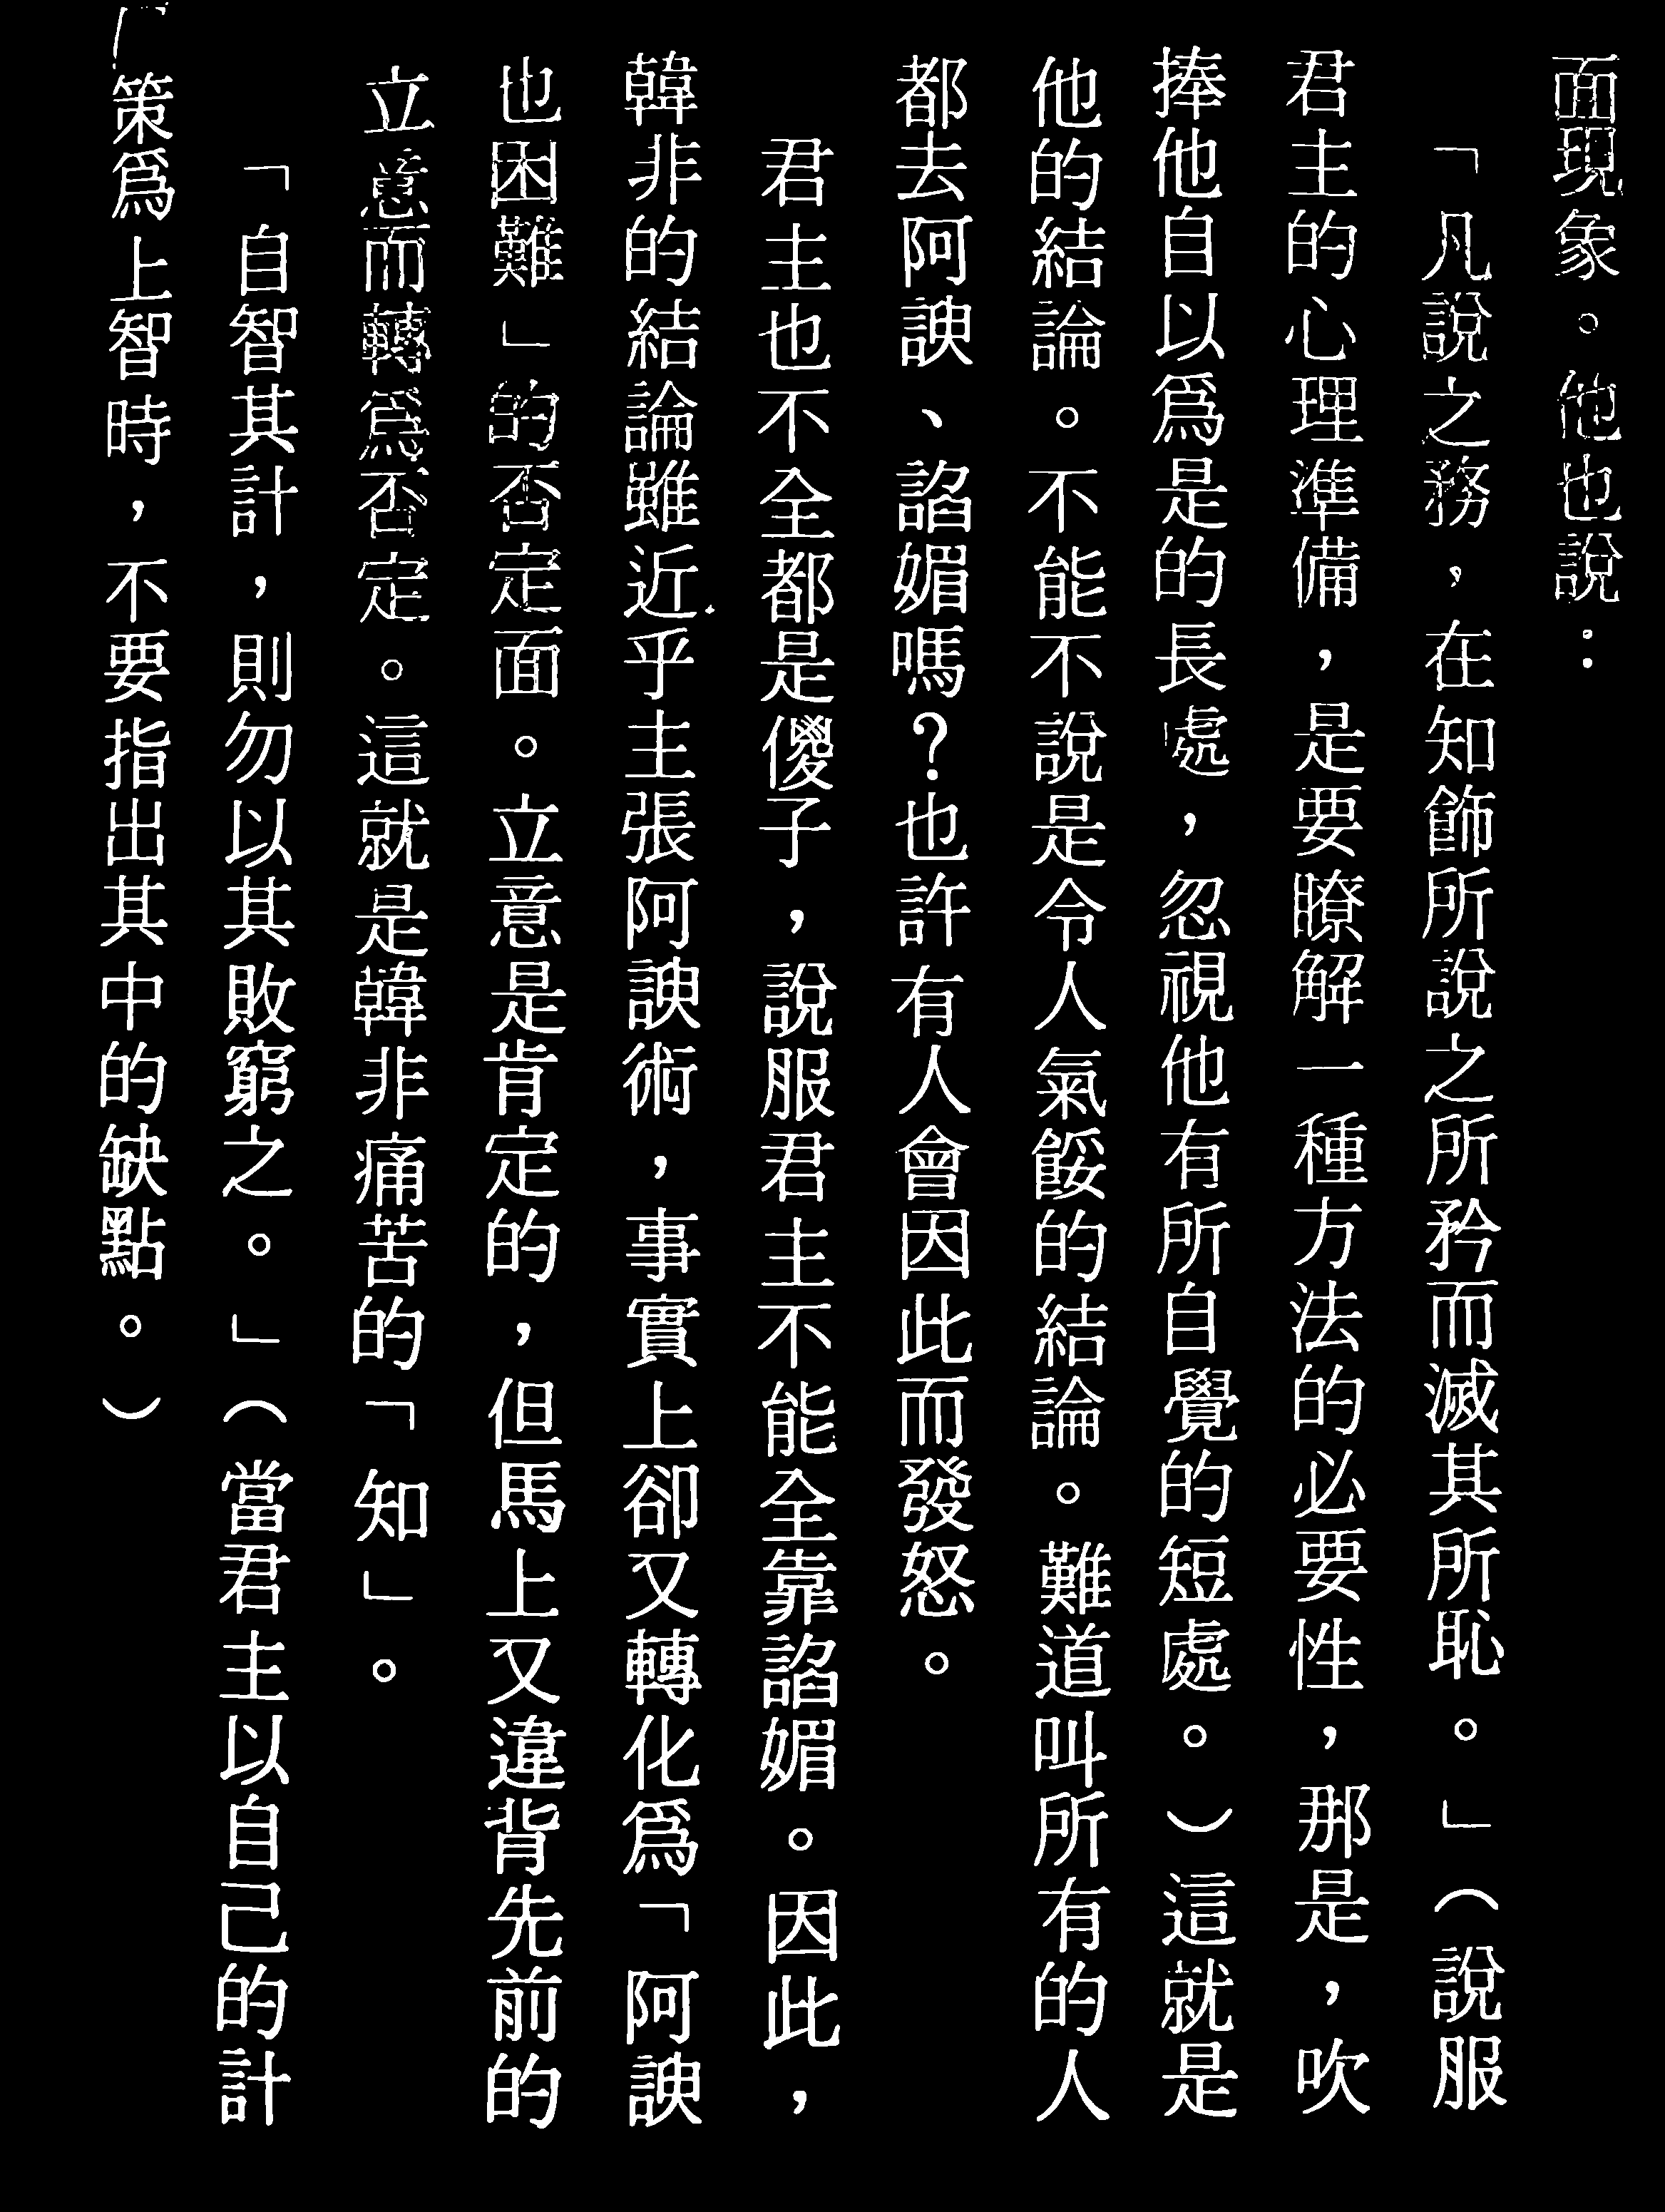 面現象。他也說：
「凡說之務，在知飾所說之所矜而滅其所恥。」（說服
君主的心理準備，是要瞭解一種方法的必要性，那是，吹
捧他自以爲是的長處，忽視他有所自覺的短處。）這就是
他的結論。不能不說是令人氣餒的結論。難道叫所有的人
都去阿諛、諂媚嗎？也許有人會因此而發怒。
君主也不全都是傻子，說服君主不能全靠諂媚。因此，
韓非的結論雖近乎主張阿諛術，事實上卻又轉化爲「阿諛
也困難」的否定面。立意是肯定的，但馬上又違背先前的
立意而轉爲否定。這就是韓非痛苦的「知」。
「自智其計，則勿以其敗窮之。」（當君主以自己的計
策爲上智時，不要指出其中的缺點。）